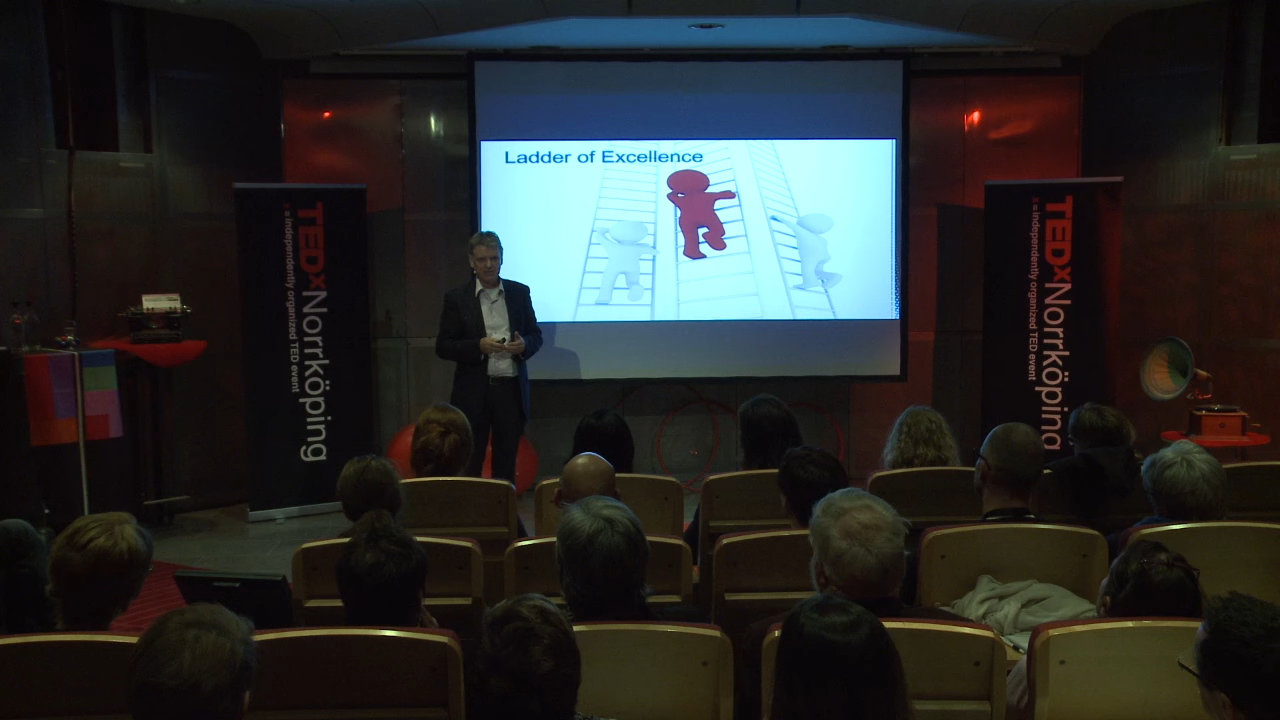 Ladder of Excellence
TEDxNorrköping
x = independently organized TED event
TEDxNorrköping
x = independently organized TED event